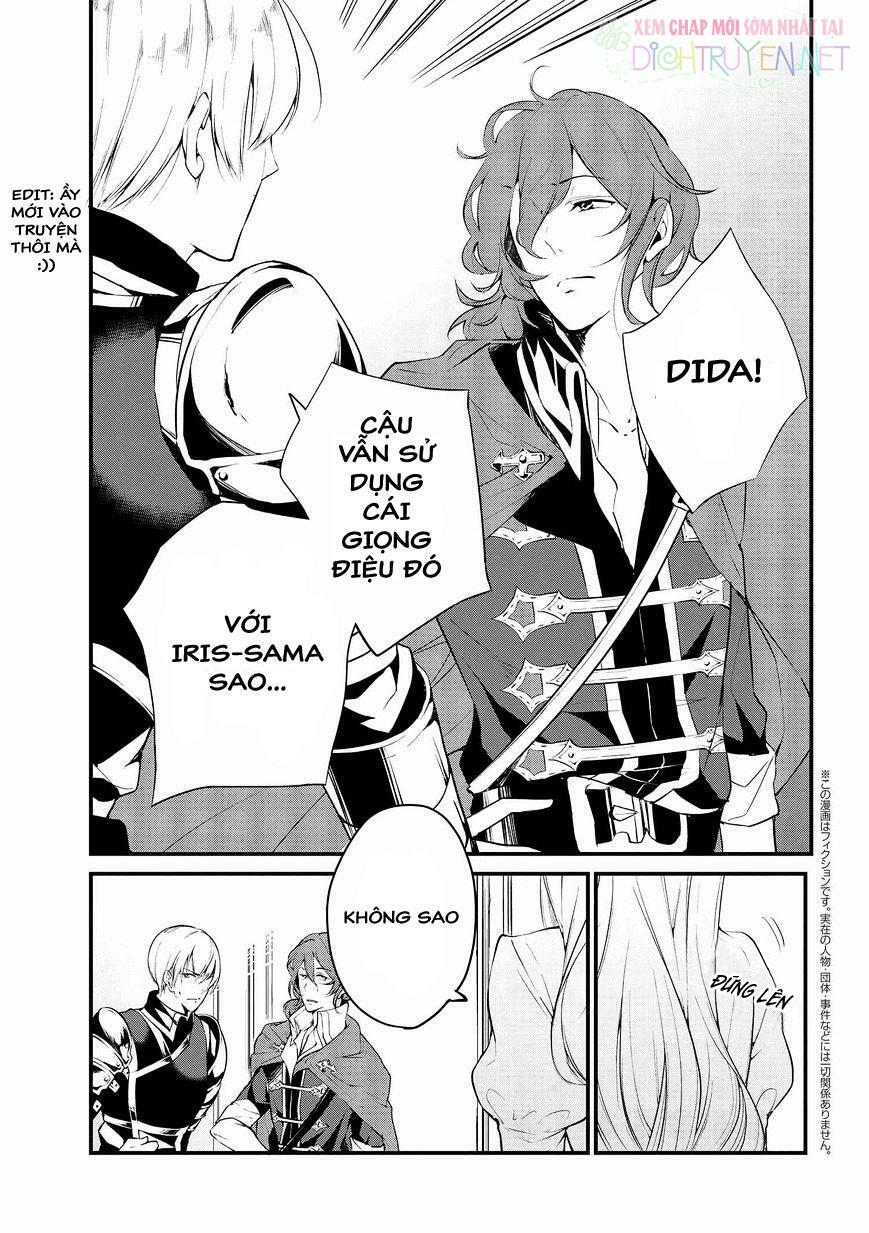 XEM CHAP MỚI SỚM NHẤT TẠI
DICHTRUYEN.NET
EDIT: ẦY
MỚI VÀO
TRUYỆN
THÔI MÀ
:))
DIDA!
CẬU
VẪN SỬ
DỤNG
CÁI
GIỌNG
ĐIỆU ĐÓ
VỚI
IRIS-SAMA
SAO...
ĐỨNG LÊN
KHÔNG SAO
※この漫画はフィクションです。実在の人物・団体・事件などには一切関係ありません。